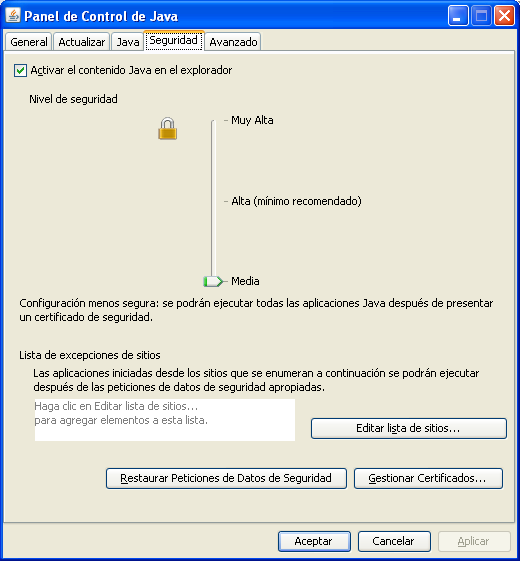 Panel de Control de Java
General
Actualizar
Java
Seguridad
Avanzado
Activar el contenido Java en el explorador
Nivel de seguridad
Muy Alta
Alta (mínimo recomendado)
Media
Configuración menos segura: se podrán ejecutar todas las aplicaciones Java después de presentar
un certificado de seguridad.
Lista de excepciones de sitios
Las aplicaciones iniciadas desde los sitios que se enumeran a continuación se podrán ejecutar
después de las peticiones de datos de seguridad apropiadas.
Haga clic en Editar lista de sitios...
para agregar elementos a esta lista.
Editar lista de sitios...
Restaurar Peticiones de Datos de Seguridad
Gestionar Certificados...
Aceptar
Cancelar
Aplicar